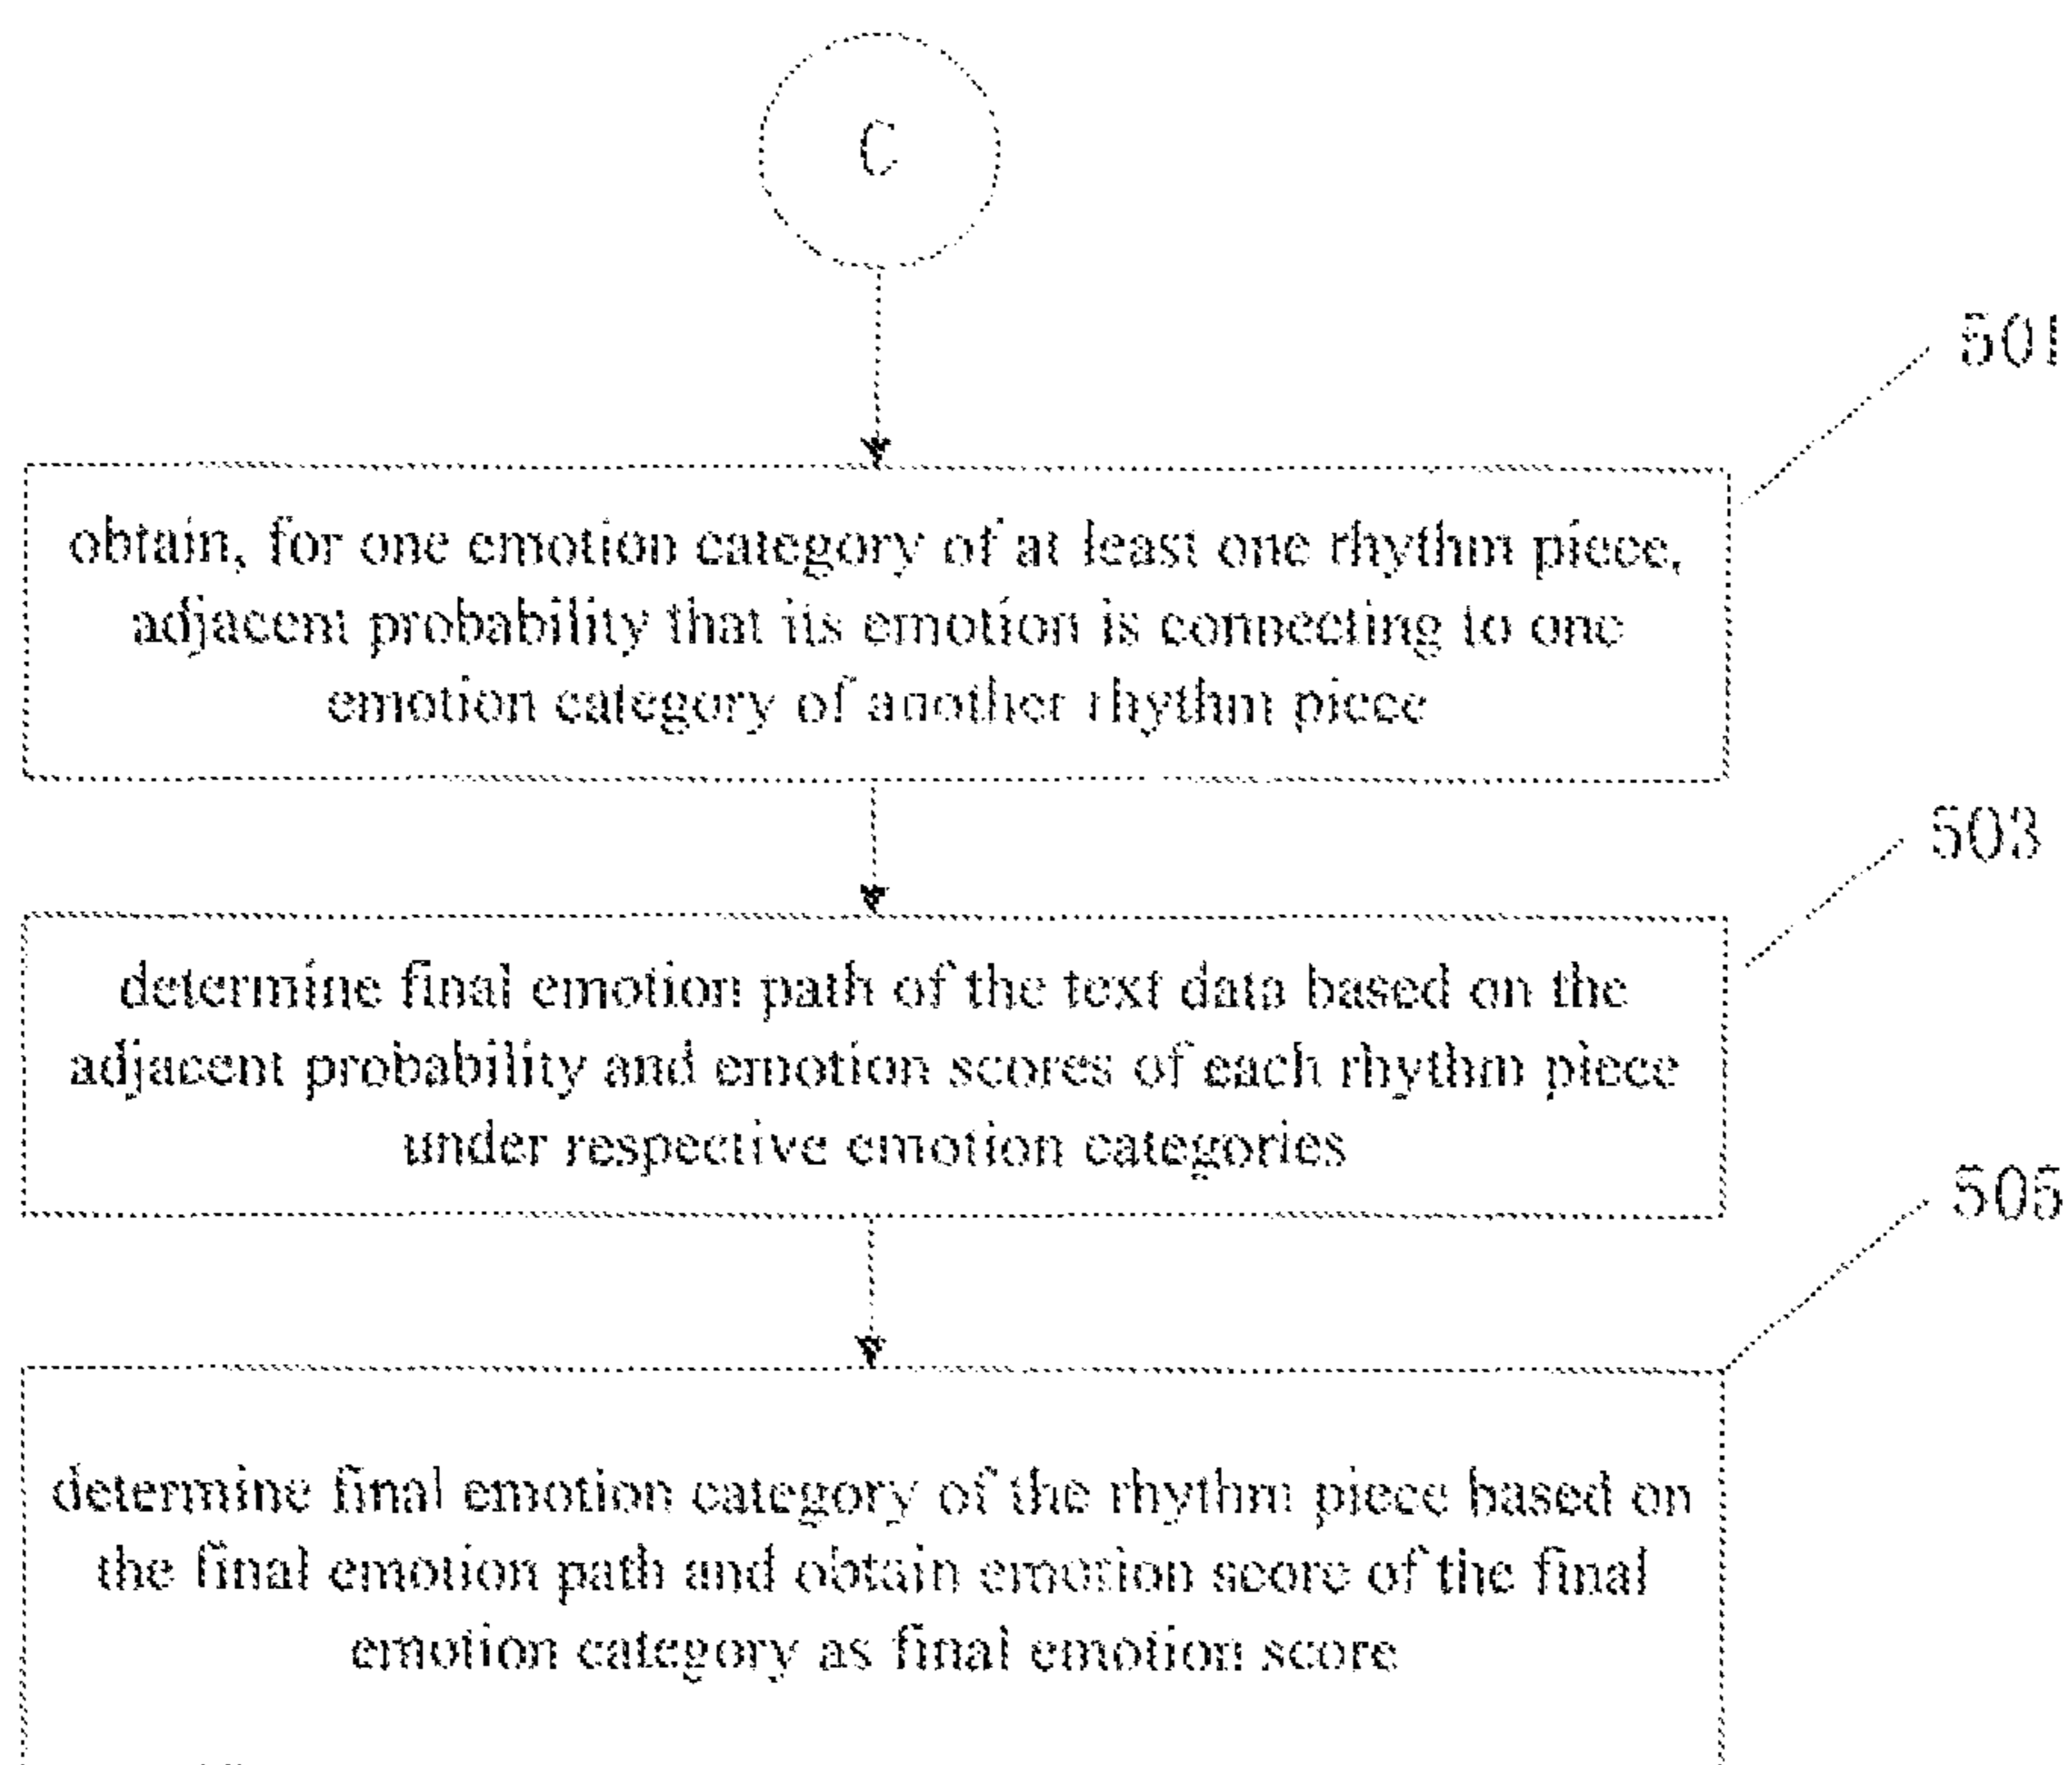 C
501
obtain, for one emotion category of at least one rhythm piece,
adjacent probability that its emotion is connecting to one
emotion category of another rhythm piece
503
determine final emotion path of the text data based on the
adjacent probability and emotion scores of each rhythm piece
under respective emotion categories
505
determine final emotion category of the rhythm piece based on
the final emotion path and obtain emotion score of the final
emotion category as final emotion score